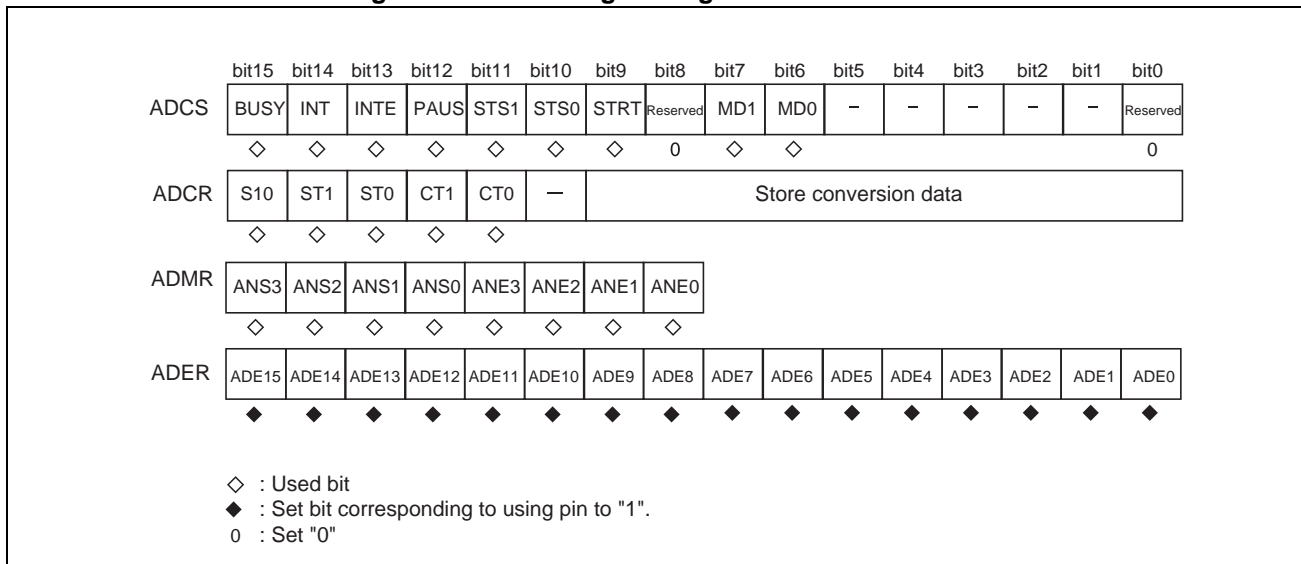 bit15 bit14 bit13 bit12 bit11 bit10 bit9 bit8 bit7 bit6 bit5 bit4 bit3 bit2 bit1 bit0
ADCS BUSY INT INTE PAUS STS1 STS0 STRT Reserved MD1 MD0 – – – – – Reserved
◇ ◇ ◇ ◇ ◇ ◇ ◇ 0 ◇ ◇ 0
ADCR S10 ST1 ST0 CT1 CT0 – Store conversion data
◇ ◇ ◇ ◇ ◇
ADMR ANS3 ANS2 ANS1 ANS0 ANE3 ANE2 ANE1 ANE0
◇ ◇ ◇ ◇ ◇ ◇ ◇ ◇
ADER ADE15 ADE14 ADE13 ADE12 ADE11 ADE10 ADE9 ADE8 ADE7 ADE6 ADE5 ADE4 ADE3 ADE2 ADE1 ADE0
◆ ◆ ◆ ◆ ◆ ◆ ◆ ◆ ◆ ◆ ◆ ◆ ◆ ◆ ◆ ◆
◇ : Used bit
◆ : Set bit corresponding to using pin to "1".
0 : Set "0"